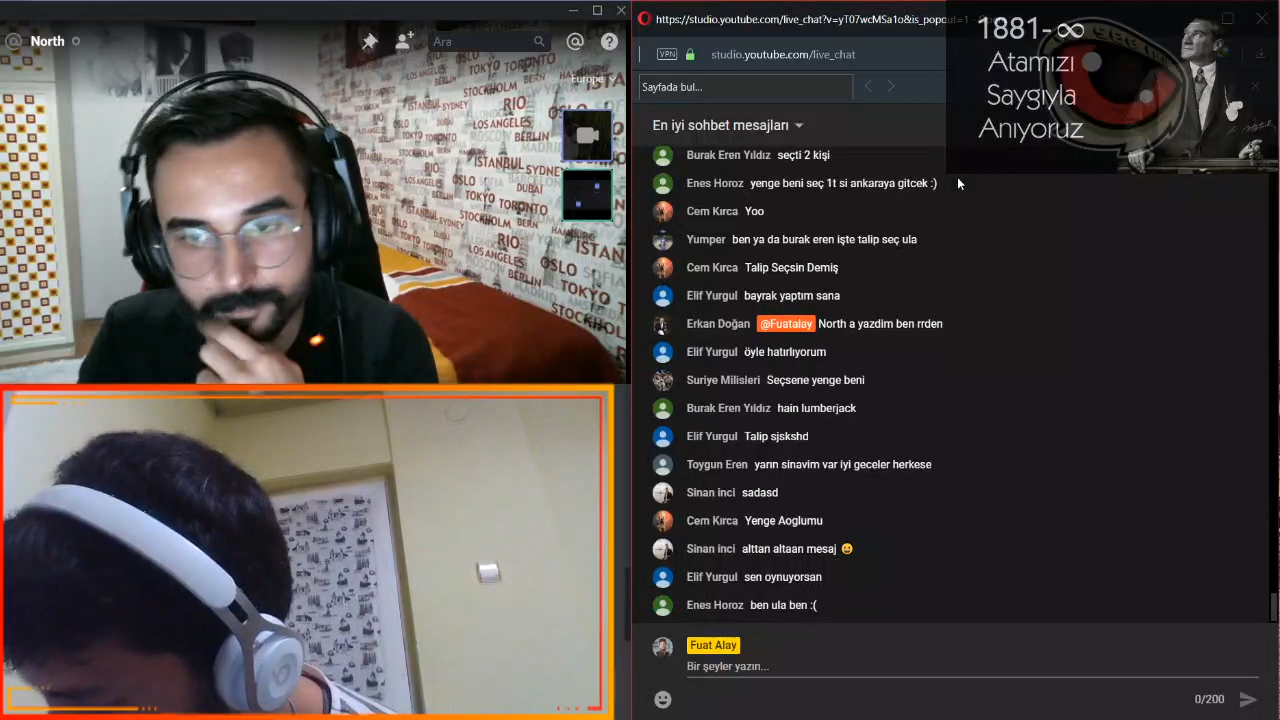 North
Ara
Europe
STOCKHOLM
RIO
LOS ANGELES
BERLIN
ISTANBUL
SYDNEY
TOKYO
TORONTO
OSLO
DUBAI
HAMBURG
SOFIA
MADRID
https://studio.youtube.com/live_chat?v=yT07wcMSa1o&is_popout=1
VPN
studio.youtube.com/live_chat
Sayfada bul...
1881-∞
Atamızı
Saygıyla
Anıyoruz
En iyi sohbet mesajları
Burak Eren Yıldız seçti 2 kişi
Enes Horoz yenge beni seç 1t si ankaraya gitcek :)
Cem Kırca Yoo
Yumper ben ya da burak eren işte talip seç ula
Cem Kırca Talip Seçsin Demiş
Elif Yurgul bayrak yaptım sana
Erkan Doğan @Fuatalay North a yazdim ben rrden
Elif Yurgul öyle hatırlıyorum
Suriye Milisleri Seçsene yenge beni
Burak Eren Yıldız hain lumberjack
Elif Yurgul Talip sjskshd
Toygun Eren yarın sinavim var iyi geceler herkese
Sinan inci sadasd
Cem Kırca Yenge Aoglumu
Sinan inci alttan altaan mesaj 😀
Elif Yurgul sen oynuyorsan
Enes Horoz ben ula ben :(
Fuat Alay
Bir şeyler yazın...
0/200